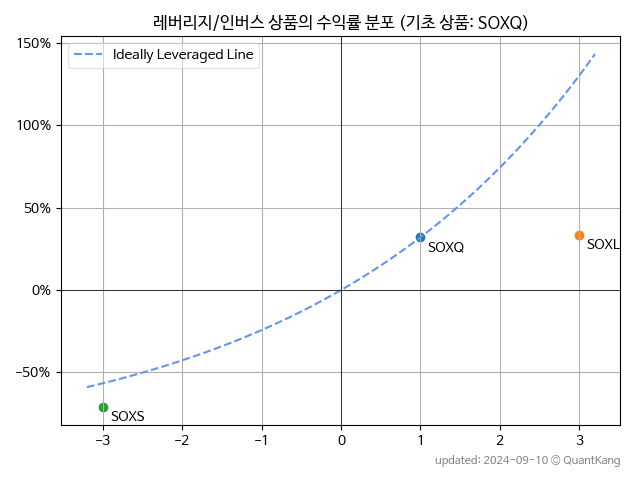 레버리지/인버스 상품의 수익률 분포 (기초 상품: SOXQ)
150%
Ideally Leveraged Line
100%
50%
SOXQ
SOXL
0%
−50%
SOXS
−3 −2 −1 0 1 2 3
updated: 2024-09-10 © QuantKang